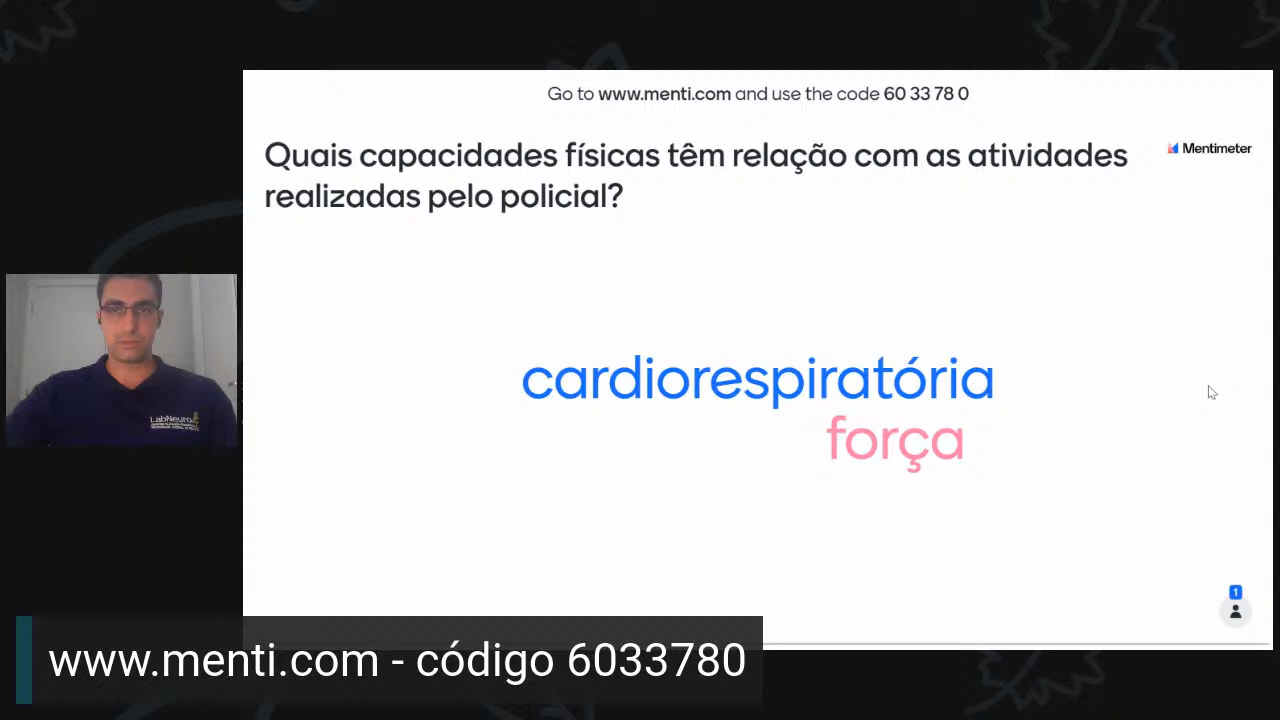 Go to www.menti.com and use the code 60 33 78 0
Quais capacidades físicas têm relação com as atividades
realizadas pelo policial?
Mentimeter
cardiorespiratória
força
LabNeuro
1
www.menti.com - código 6033780